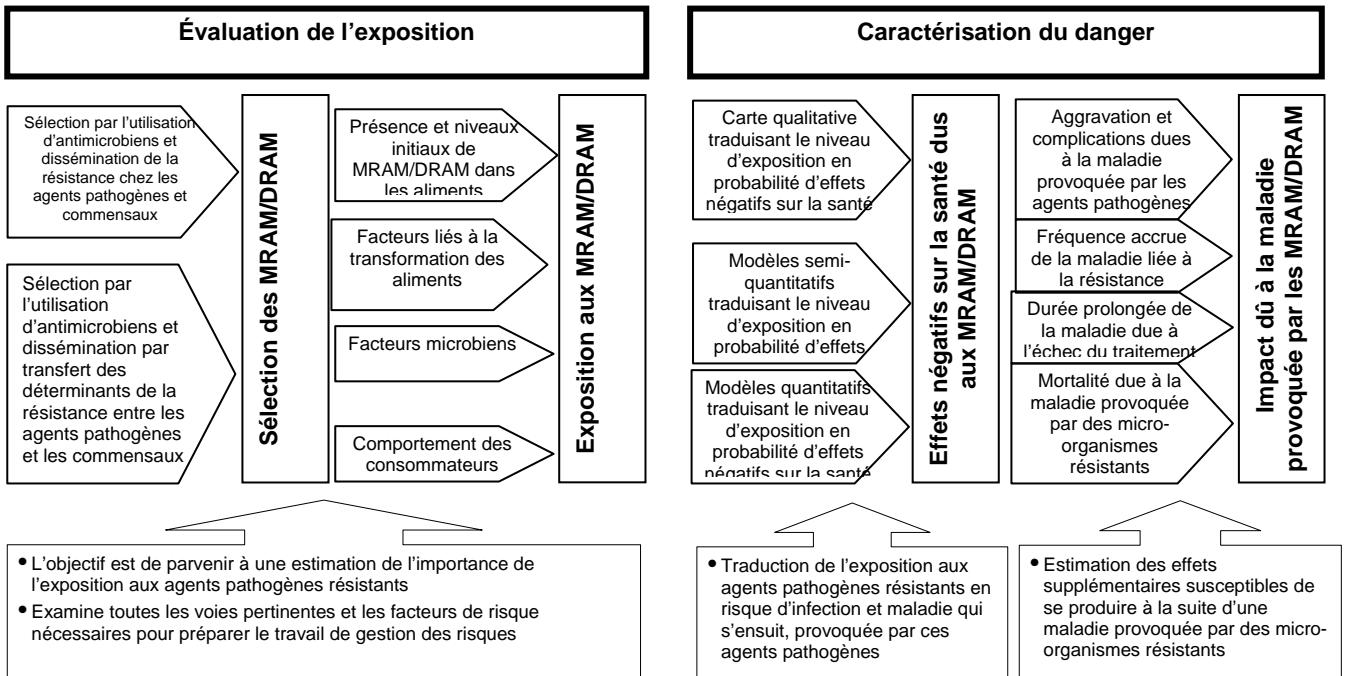 Évaluation de l'exposition
Sélection par l'utilisation
d'antimicrobiens et
dissémination de la
résistance chez les
agents pathogènes et
commensaux
Sélection par
l'utilisation
d'antimicrobiens et
dissémination par
transfert des
déterminants de la
résistance entre les
agents pathogènes
et les commensaux
Sélection des MRAM/DRAM
Présence et niveaux
initiaux de
MRAM/DRAM dans
les aliments
Facteurs liés à la
transformation des
aliments
Facteurs microbiens
Comportement des
consommateurs
Exposition aux MRAM/DRAM
• L'objectif est de parvenir à une estimation de l'importance de
l'exposition aux agents pathogènes résistants
• Examine toutes les voies pertinentes et les facteurs de risque
nécessaires pour préparer le travail de gestion des risques
Caractérisation du danger
Carte qualitative
traduisant le niveau
d'exposition en
probabilité d'effets
négatifs sur la santé
Modèles semi-
quantitatifs
traduisant le niveau
d'exposition en
probabilité d'effets
Modèles quantitatifs
traduisant le niveau
d'exposition en
probabilité d'effets
négatifs sur la santé
Effets négatifs sur la santé dus
aux MRAM/DRAM
Aggravation et
complications dues
à la maladie
provoquée par les
agents pathogènes
Fréquence accrue
de la maladie liée à
la résistance
Durée prolongée de
la maladie due à
l'échec du traitement
Mortalité due à la
maladie provoquée
par des micro-
organismes
résistants
Impact dû à la maladie
provoquée par les MRAM/DRAM
• Traduction de l'exposition aux
agents pathogènes résistants en
risque d'infection et maladie qui
s'ensuit, provoquée par ces
agents pathogènes
• Estimation des effets
supplémentaires susceptibles de
se produire à la suite d'une
maladie provoquée par des micro-
organismes résistants